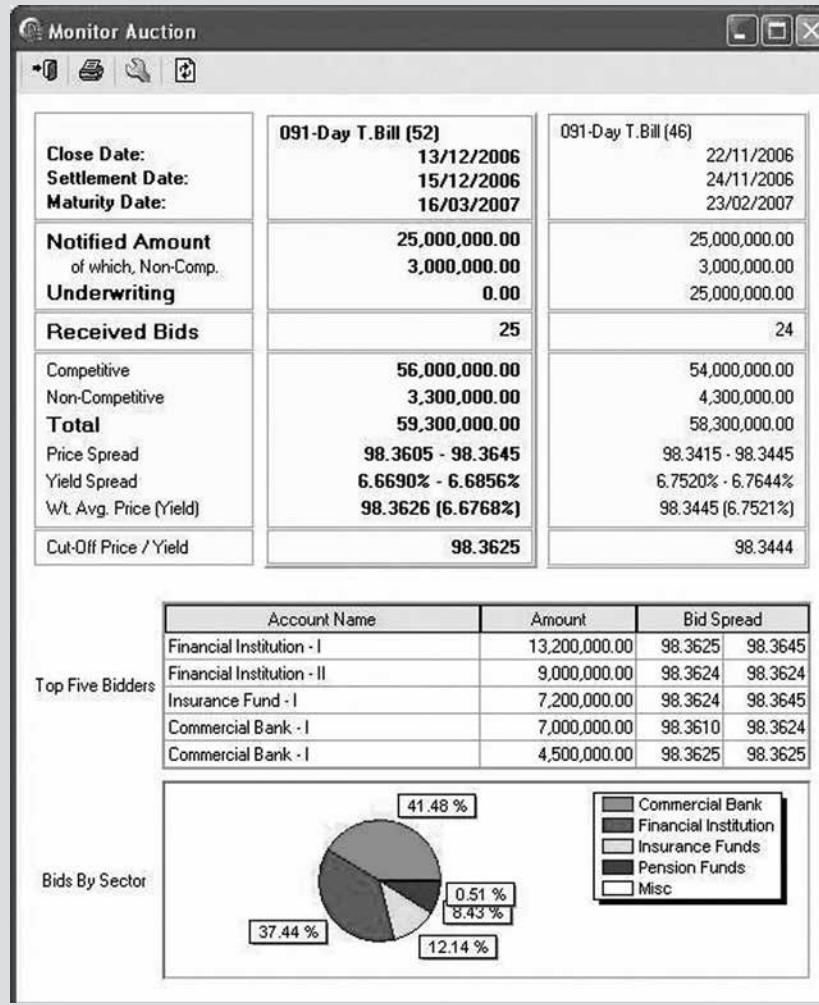 Monitor Auction
091-Day T.Bill (52) 091-Day T.Bill (46)
Close Date: 13/12/2006 22/11/2006
Settlement Date: 15/12/2006 24/11/2006
Maturity Date: 16/03/2007 23/02/2007
Notified Amount 25,000,000.00 25,000,000.00
of which, Non-Comp. 3,000,000.00 3,000,000.00
Underwriting 0.00 25,000,000.00
Received Bids 25 24
Competitive 56,000,000.00 54,000,000.00
Non-Competitive 3,300,000.00 4,300,000.00
Total 59,300,000.00 58,300,000.00
Price Spread 98.3605 - 98.3645 98.3415 - 98.3445
Yield Spread 6.6690% - 6.6856% 6.7520% - 6.7644%
Wt. Avg. Price (Yield) 98.3626 (6.6768%) 98.3445 (6.7521%)
Cut-Off Price / Yield 98.3625 98.3444
Account Name Amount Bid Spread
Top Five Bidders
Financial Institution - I 13,200,000.00 98.3625 98.3645
Financial Institution - II 9,000,000.00 98.3624 98.3624
Insurance Fund - I 7,200,000.00 98.3624 98.3645
Commercial Bank - I 7,000,000.00 98.3610 98.3624
Commercial Bank - I 4,500,000.00 98.3625 98.3625
Bids By Sector
41.48 %
0.51 %
8.43 %
12.14 %
37.44 %
Commercial Bank
Financial Institution
Insurance Funds
Pension Funds
Misc